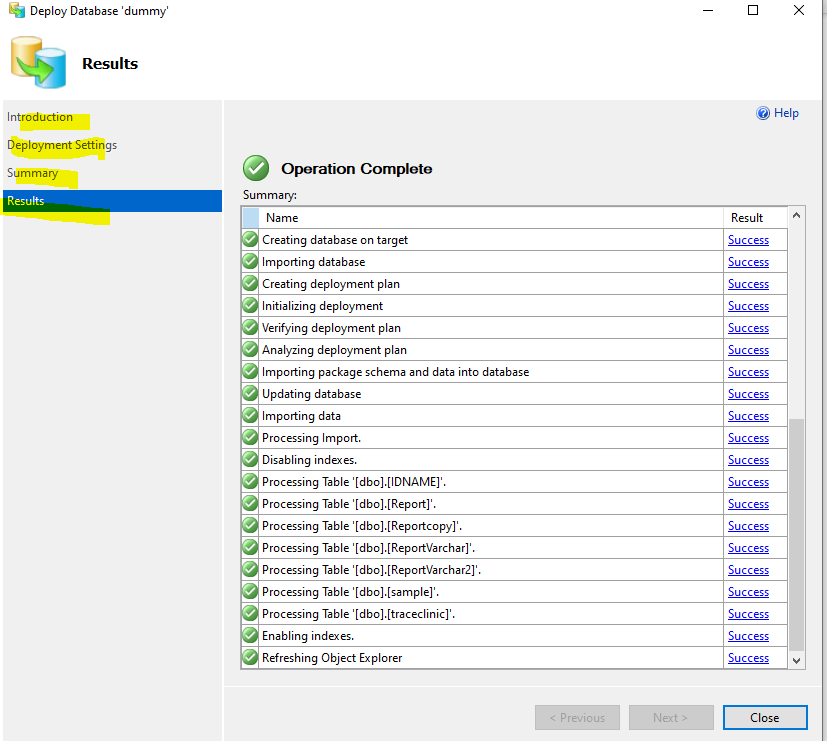 Deploy Database 'dummy'
Results
Introduction
Deployment Settings
Summary
Results
Help
Operation Complete
Summary:
Name Result
Creating database on target Success
Importing database Success
Creating deployment plan Success
Initializing deployment Success
Verifying deployment plan Success
Analyzing deployment plan Success
Importing package schema and data into database Success
Updating database Success
Importing data Success
Processing Import. Success
Disabling indexes. Success
Processing Table '[dbo].[IDNAME]'. Success
Processing Table '[dbo].[Report]'. Success
Processing Table '[dbo].[Reportcopy]'. Success
Processing Table '[dbo].[ReportVarchar]'. Success
Processing Table '[dbo].[ReportVarchar2]'. Success
Processing Table '[dbo].[sample]'. Success
Processing Table '[dbo].[traceclinic]'. Success
Enabling indexes. Success
Refreshing Object Explorer Success
< Previous Next > Close